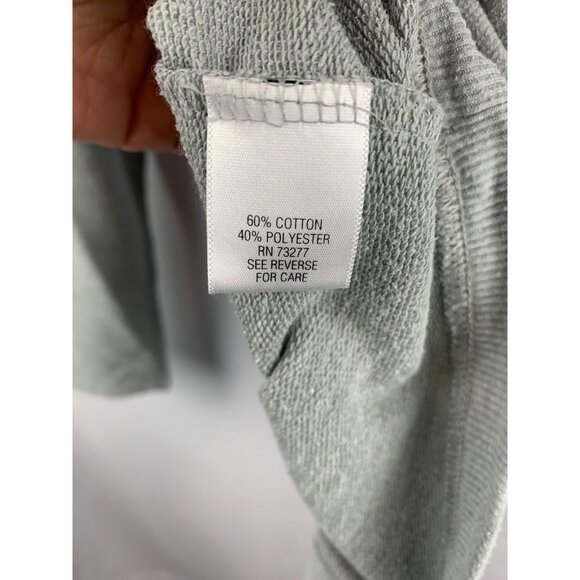 60% COTTON
40% POLYESTER
RN 73277
SEE REVERSE
FOR CARE